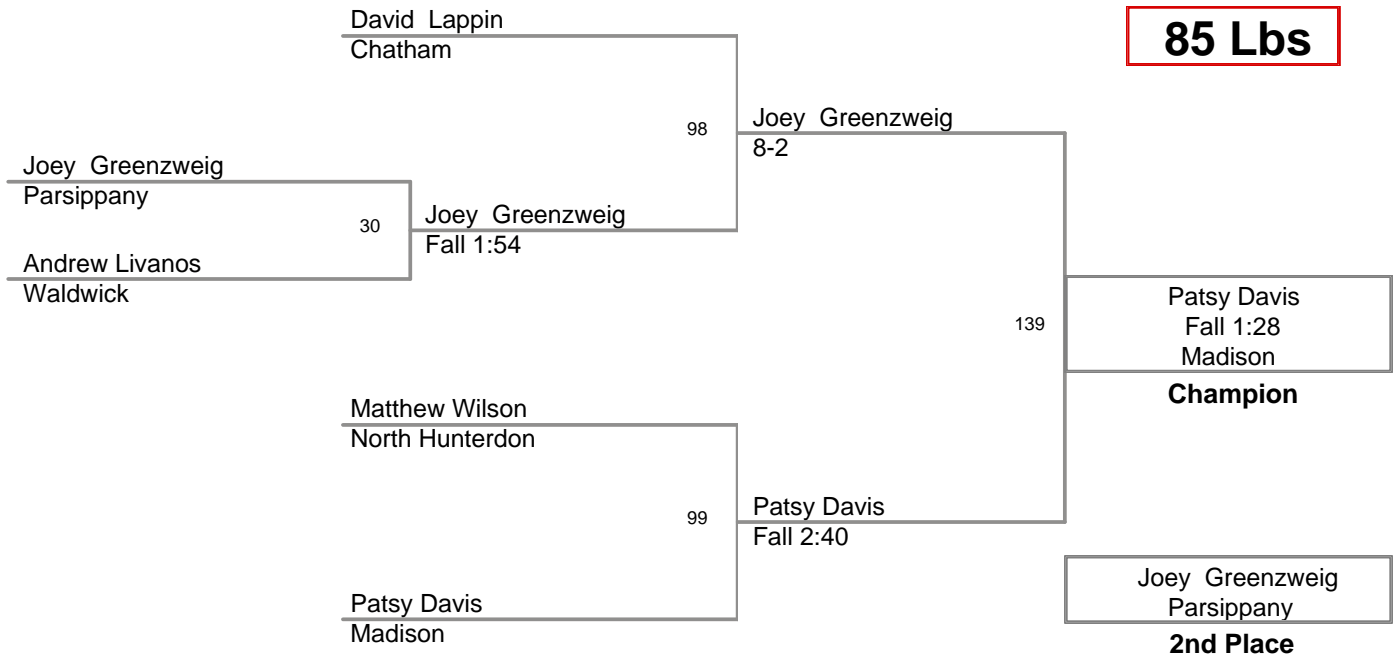 David Lappin
Chatham
85 Lbs
98
Joey Greenzweig
8-2
Joey Greenzweig
Parsippany
30
Joey Greenzweig
Fall 1:54
Andrew Livanos
Waldwick
139
Patsy Davis
Fall 1:28
Madison
Champion
Matthew Wilson
North Hunterdon
99
Patsy Davis
Fall 2:40
Patsy Davis
Madison
Joey Greenzweig
Parsippany
2nd Place